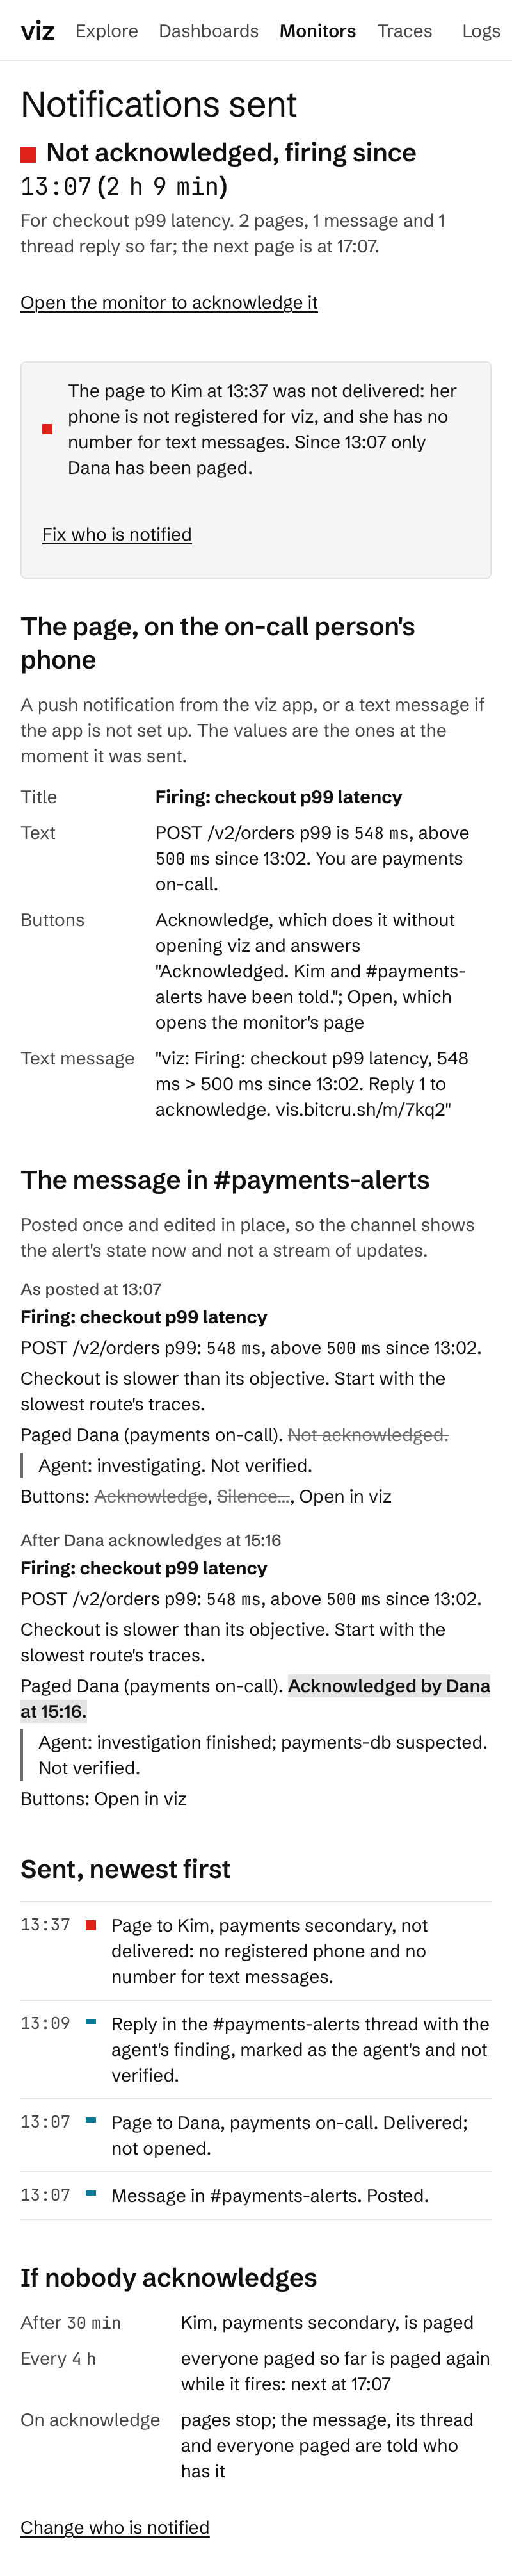 viz Explore Dashboards Monitors Traces Logs
Notifications sent
Not acknowledged, firing since
13:07 (2 h 9 min)
For checkout p99 latency. 2 pages, 1 message and 1
thread reply so far; the next page is at 17:07.
Open the monitor to acknowledge it
The page to Kim at 13:37 was not delivered: her
phone is not registered for viz, and she has no
number for text messages. Since 13:07 only
Dana has been paged.
Fix who is notified
The page, on the on-call person's
phone
A push notification from the viz app, or a text message if
the app is not set up. The values are the ones at the
moment it was sent.
Title Firing: checkout p99 latency
Text POST /v2/orders p99 is 548 ms, above
500 ms since 13:02. You are payments
on-call.
Buttons Acknowledge, which does it without
opening viz and answers
"Acknowledged. Kim and #payments-
alerts have been told."; Open, which
opens the monitor's page
Text message "viz: Firing: checkout p99 latency, 548
ms > 500 ms since 13:02. Reply 1 to
acknowledge. vis.bitcru.sh/m/7kq2"
The message in #payments-alerts
Posted once and edited in place, so the channel shows
the alert's state now and not a stream of updates.
As posted at 13:07
Firing: checkout p99 latency
POST /v2/orders p99: 548 ms, above 500 ms since 13:02.
Checkout is slower than its objective. Start with the
slowest route's traces.
Paged Dana (payments on-call). Not acknowledged.
Agent: investigating. Not verified.
Buttons: Acknowledge, Silence..., Open in viz
After Dana acknowledges at 15:16
Firing: checkout p99 latency
POST /v2/orders p99: 548 ms, above 500 ms since 13:02.
Checkout is slower than its objective. Start with the
slowest route's traces.
Paged Dana (payments on-call). Acknowledged by Dana
at 15:16.
Agent: investigation finished; payments-db suspected.
Not verified.
Buttons: Open in viz
Sent, newest first
13:37 Page to Kim, payments secondary, not
delivered: no registered phone and no
number for text messages.
13:09 Reply in the #payments-alerts thread with the
agent's finding, marked as the agent's and not
verified.
13:07 Page to Dana, payments on-call. Delivered;
not opened.
13:07 Message in #payments-alerts. Posted.
If nobody acknowledges
After 30 min Kim, payments secondary, is paged
Every 4 h everyone paged so far is paged again
while it fires: next at 17:07
On acknowledge pages stop; the message, its thread
and everyone paged are told who
has it
Change who is notified